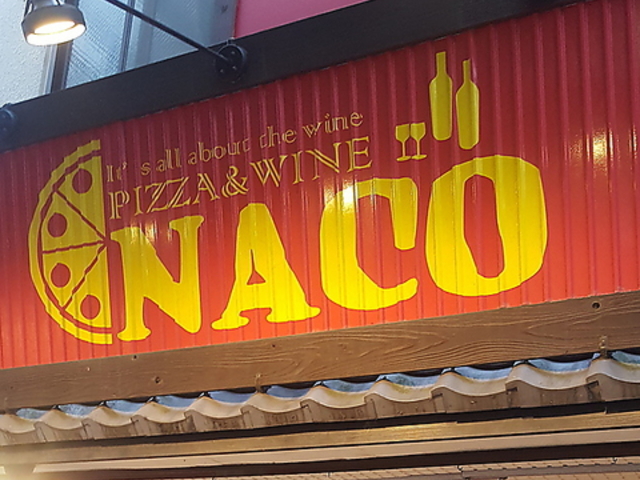 It's all about the wine
PIZZA&WINE
NACO